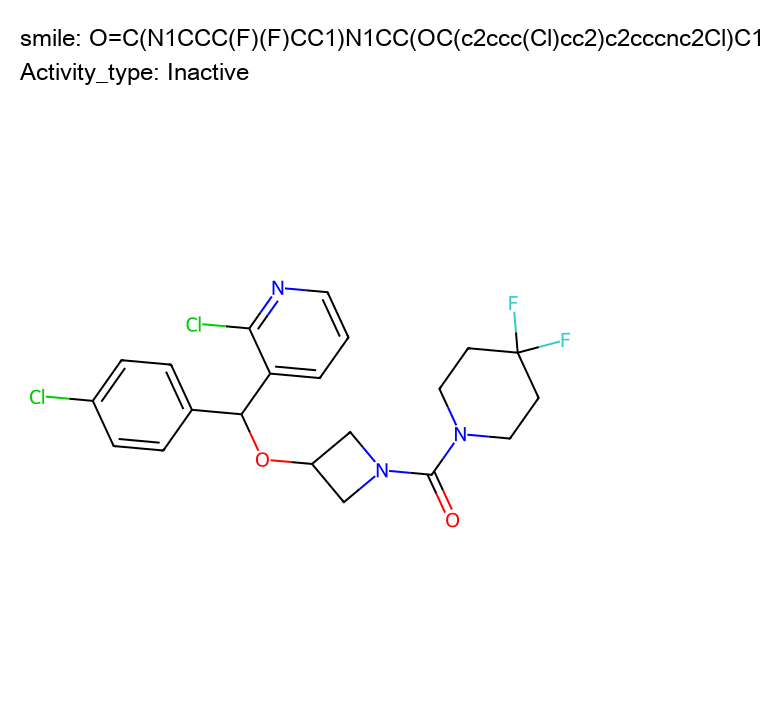 smile: O=C(N1CCC(F)(F)CC1)N1CC(OC(c2ccc(Cl)cc2)c2cccnc2Cl)C1
Activity_type: Inactive
F
N
Cl
F
Cl
N
O
N
O